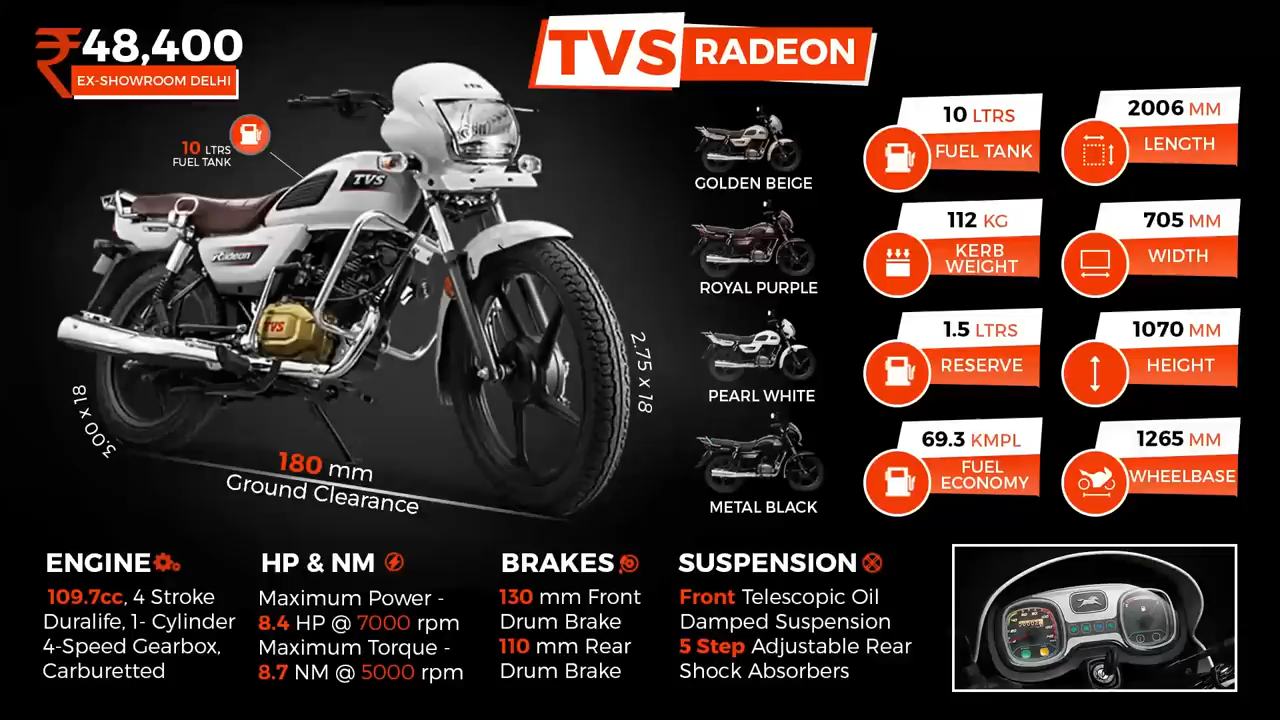 ₹48,400
EX-SHOWROOM DELHI
TVS RADEON
10 LTRS
FUEL TANK
TVS
Radeon
TVS
2.75 x 18
3.00 x 18
180 mm
Ground Clearance
GOLDEN BEIGE
ROYAL PURPLE
PEARL WHITE
METAL BLACK
10 LTRS
FUEL TANK
2006 MM
LENGTH
112 KG
KERB
WEIGHT
705 MM
WIDTH
1.5 LTRS
RESERVE
1070 MM
HEIGHT
69.3 KMPL
FUEL
ECONOMY
1265 MM
WHEELBASE
ENGINE
109.7cc, 4 Stroke
Duralife, 1- Cylinder
4-Speed Gearbox,
Carburetted
HP & NM
Maximum Power -
8.4 HP @ 7000 rpm
Maximum Torque -
8.7 NM @ 5000 rpm
BRAKES
130 mm Front
Drum Brake
110 mm Rear
Drum Brake
SUSPENSION
Front Telescopic Oil
Damped Suspension
5 Step Adjustable Rear
Shock Absorbers